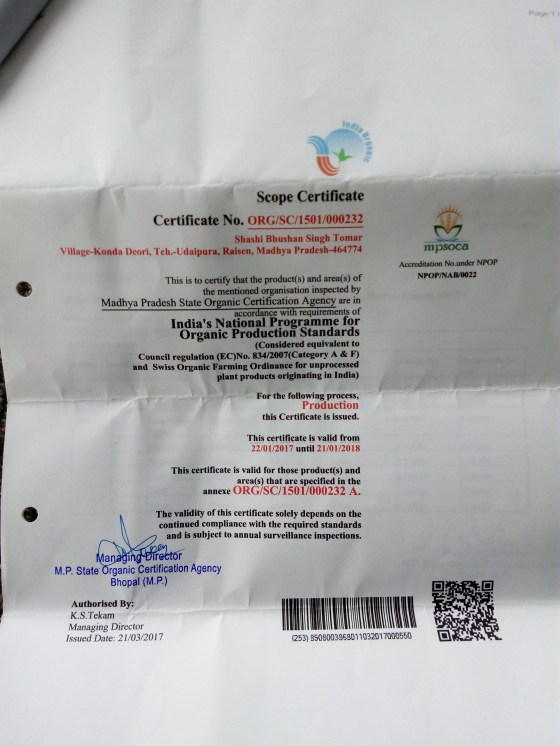 Page 1
India Organic
Scope Certificate
Certificate No. ORG/SC/1501/000232
Shashi Bhushan Singh Tomar
Village-Konda Deori, Teh.-Udaipura, Raisen, Madhya Pradesh-464774
mpsoca
Accreditation No.under NPOP
NPOP/NAB/0022
This is to certify that the product(s) and area(s) of
the mentioned organisation inspected by
Madhya Pradesh State Organic Certification Agency are in
accordance with requirements of
India's National Programme for
Organic Production Standards
(Considered equivalent to
Council regulation (EC)No. 834/2007(Category A & F)
and Swiss Organic Farming Ordinance for unprocessed
plant products originating in India)
For the following process,
Production
this Certificate is issued.
This certificate is valid from
22/01/2017 until 21/01/2018
This certificate is valid for those product(s) and
area(s) that are specified in the
annexe ORG/SC/1501/000232 A.
The validity of this certificate solely depends on the
continued compliance with the required standards
and is subject to annual surveillance inspections.
Managing Director
M.P. State Organic Certification Agency
Bhopal (M.P.)
Authorised By:
K.S.Tekam
Managing Director
Issued Date: 21/03/2017
(253) 8508003868011032017000550